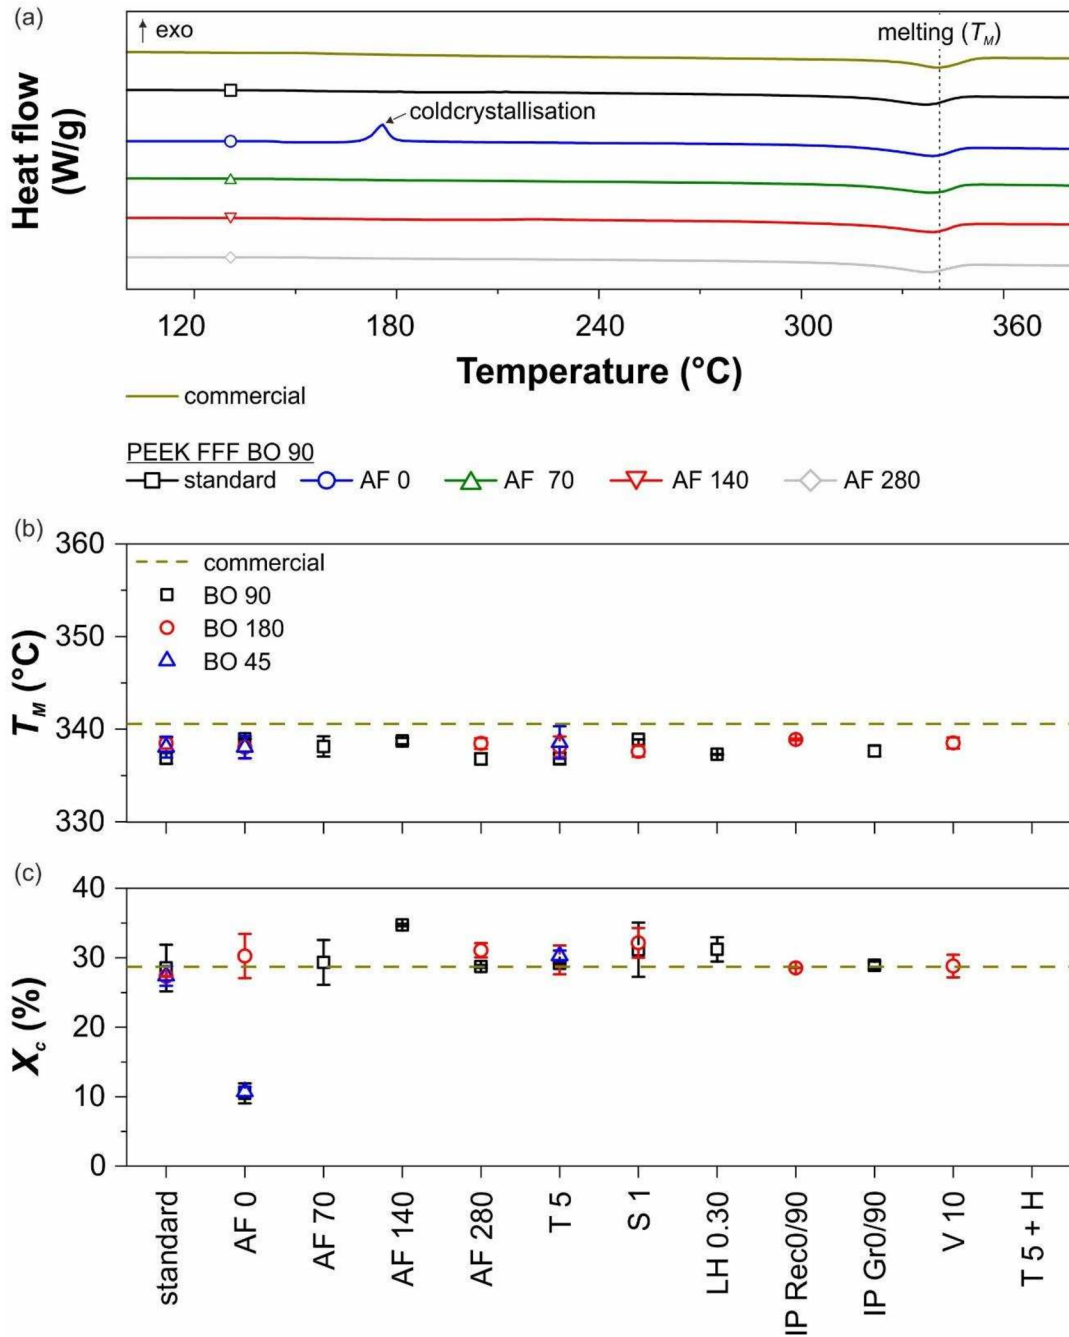 (a)
↑ exo
melting (T_M)
coldcrystallisation
Heat flow
(W/g)
120 180 240 300 360
Temperature (°C)
commercial
PEEK FFF BO 90
standard AF 0 AF 70 AF 140 AF 280
(b)
360
350
340
330
T_M (°C)
commercial
BO 90
BO 180
BO 45
(c)
40
30
20
10
0
X_c (%)
standard
AF 0
AF 70
AF 140
AF 280
T 5
S 1
LH 0.30
IP Rec0/90
IP Gr0/90
V 10
T 5 + H